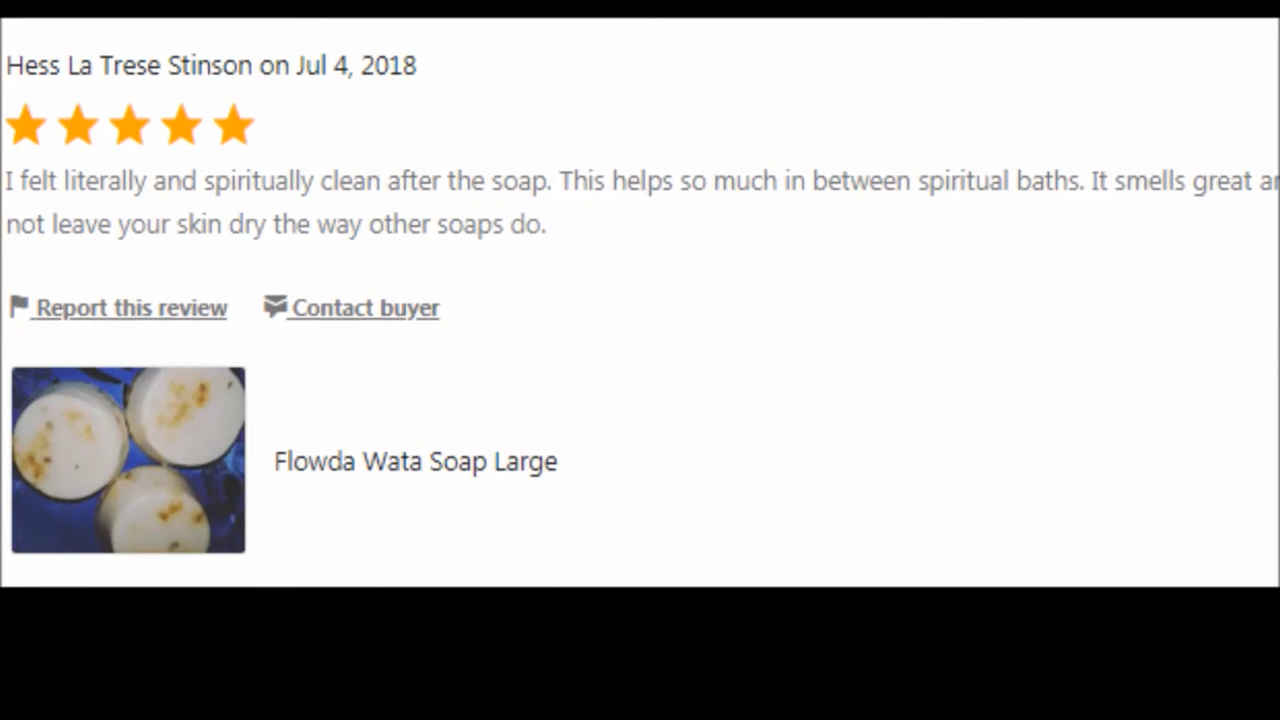 Hess La Trese Stinson on Jul 4, 2018
I felt literally and spiritually clean after the soap. This helps so much in between spiritual baths. It smells great
not leave your skin dry the way other soaps do.
Report this review Contact buyer
Flowda Wata Soap Large